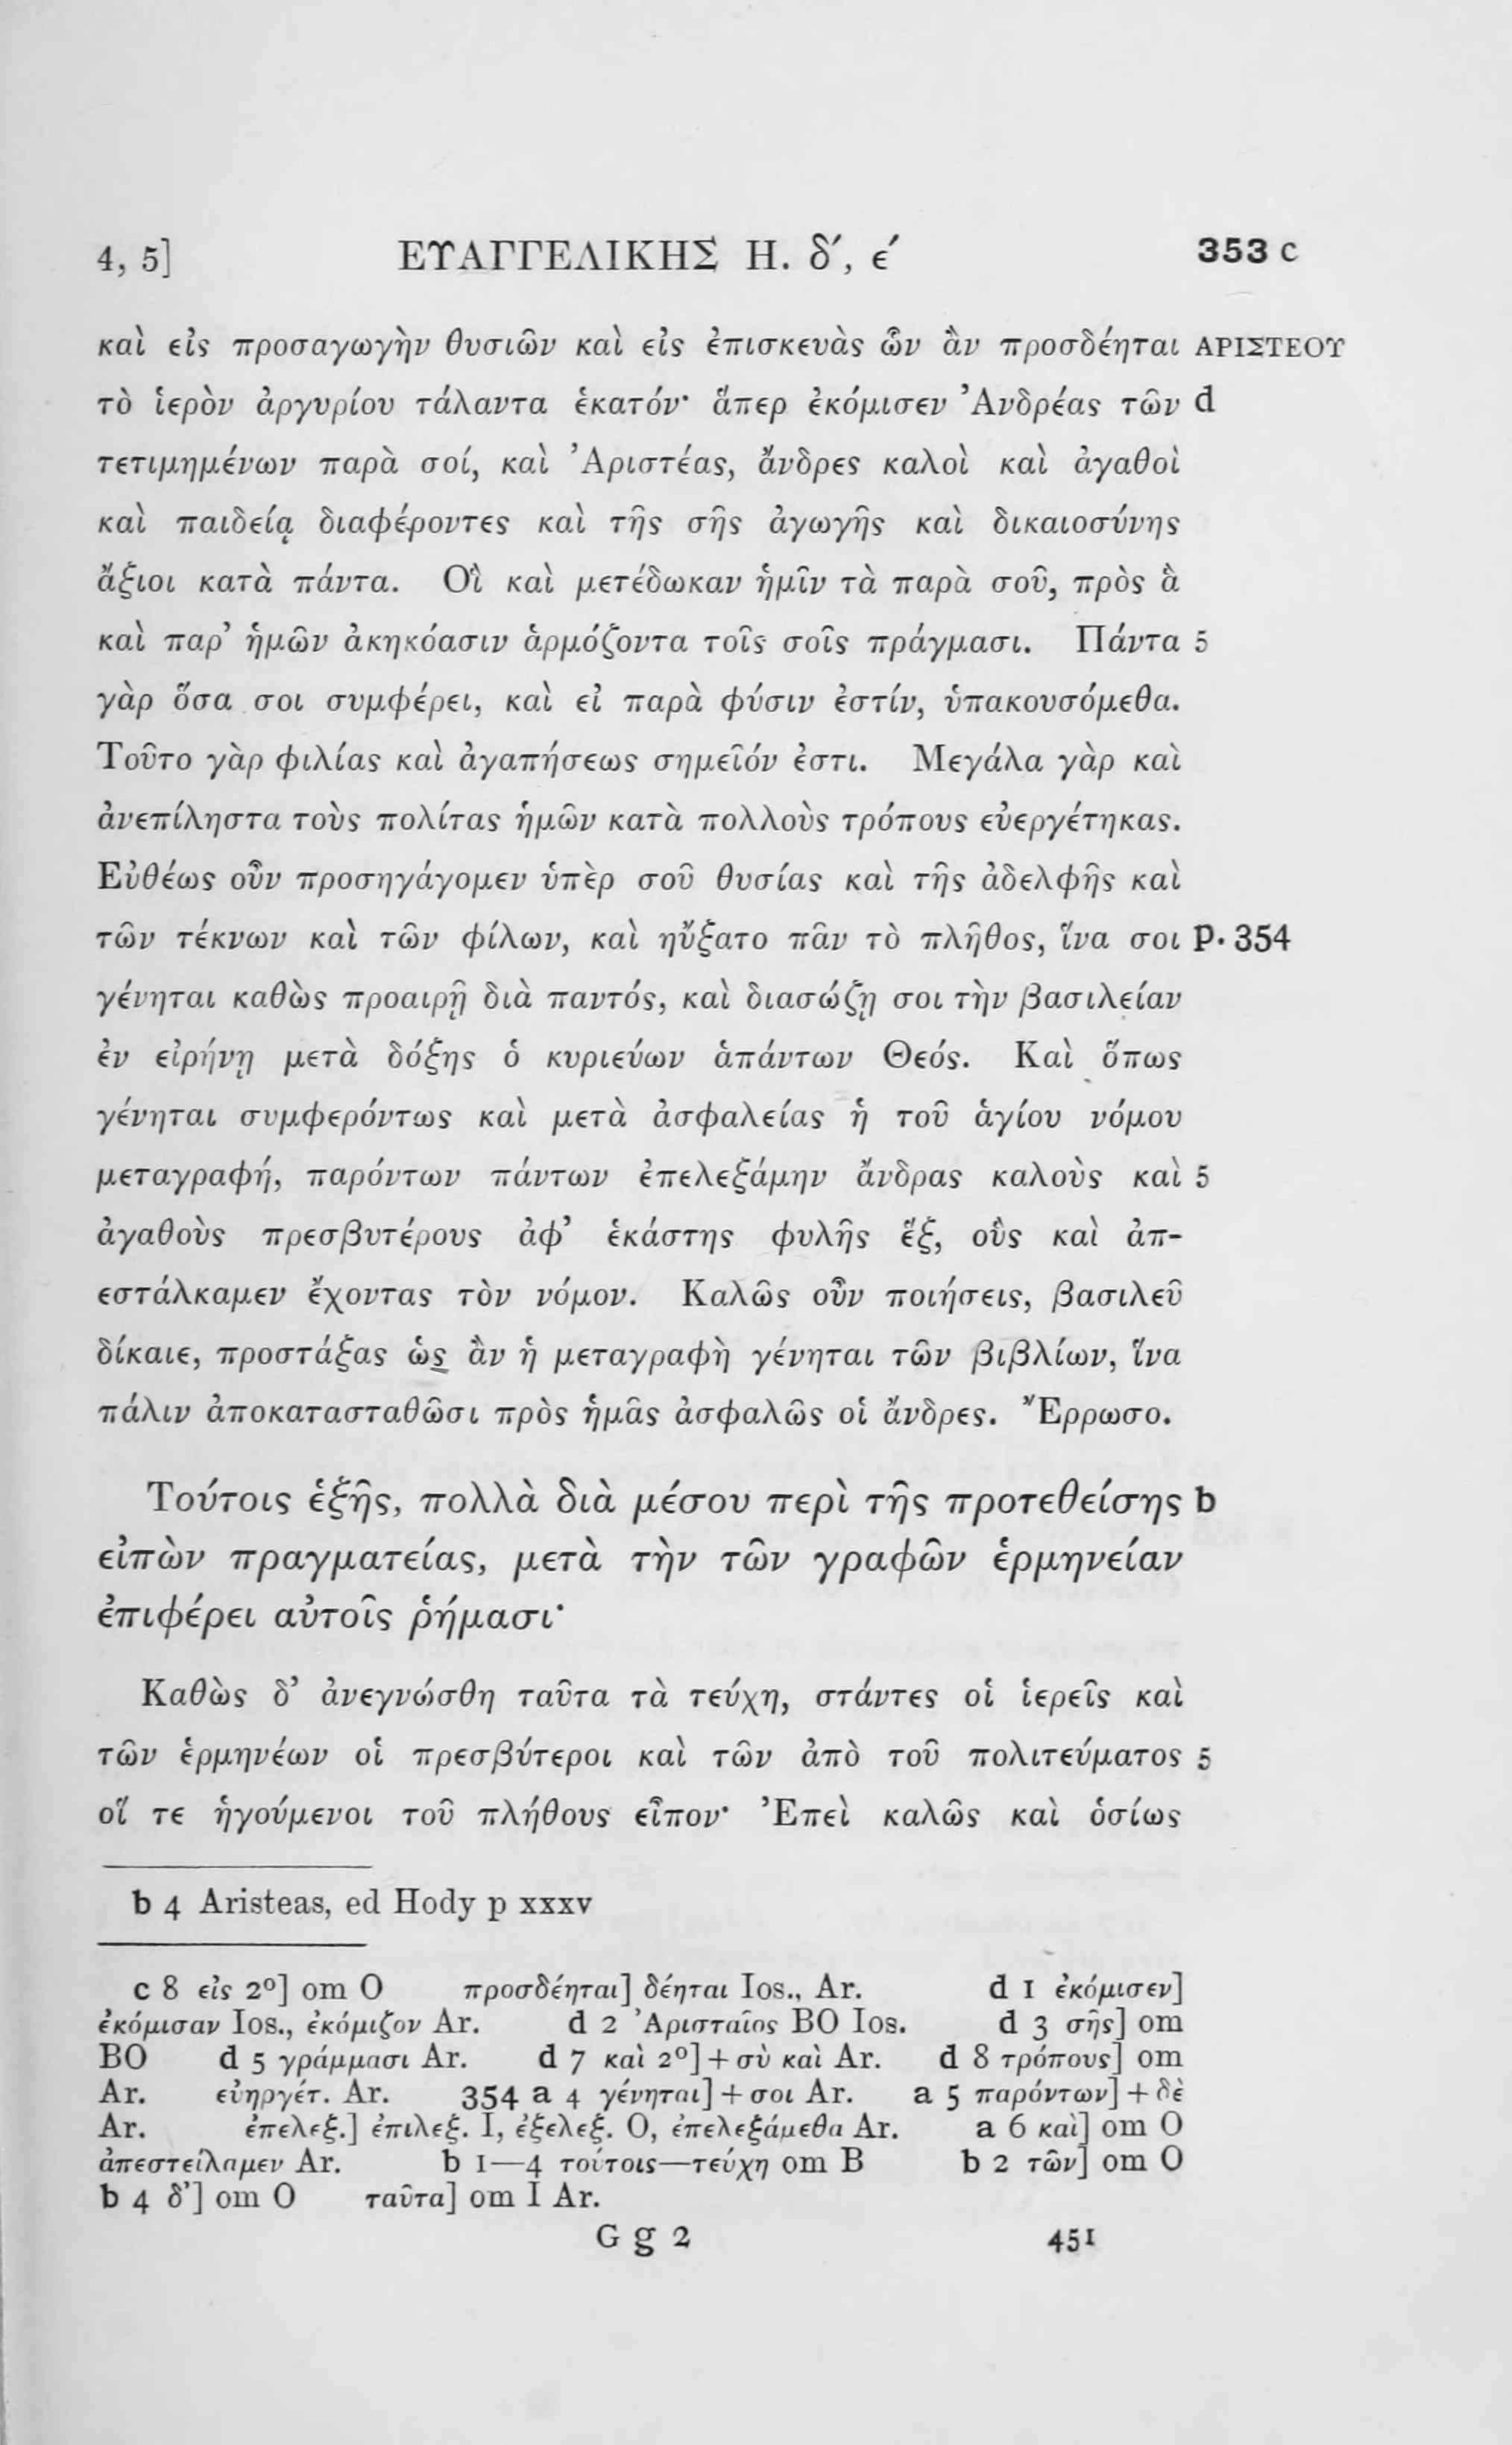 4, 5] ΕΥΑΓΓΕΛΙΚΗΣ Η. δ΄, ε΄ 353 c
καὶ εἰς προσαγωγὴν θυσιῶν καὶ εἰς ἐπισκευὰς ὧν ἂν προσδέηται ΑΡΙΣΤΕΟΥ
τὸ ἱερὸν ἀργυρίου τάλαντα ἑκατόν· ἅπερ ἐκόμισεν Ἀνδρέας τῶν d
τετιμημένων παρὰ σοί, καὶ Ἀριστέας, ἄνδρες καλοὶ καὶ ἀγαθοὶ
καὶ παιδείᾳ διαφέροντες καὶ τῆς σῆς ἀγωγῆς καὶ δικαιοσύνης
ἄξιοι κατὰ πάντα. Οἳ καὶ μετέδωκαν ἡμῖν τὰ παρὰ σοῦ, πρὸς ἃ
καὶ παρ’ ἡμῶν ἀκηκόασιν ἁρμόζοντα τοῖς σοῖς πράγμασι. Πάντα 5
γὰρ ὅσα σοι συμφέρει, καὶ εἰ παρὰ φύσιν ἐστίν, ὑπακουσόμεθα.
Τοῦτο γὰρ φιλίας καὶ ἀγαπήσεως σημεῖόν ἐστι. Μεγάλα γὰρ καὶ
ἀνεπίληστα τοὺς πολίτας ἡμῶν κατὰ πολλοὺς τρόπους εὐεργέτηκας.
Εὐθέως οὖν προσηγάγομεν ὑπὲρ σοῦ θυσίας καὶ τῆς ἀδελφῆς καὶ
τῶν τέκνων καὶ τῶν φίλων, καὶ ηὔξατο πᾶν τὸ πλῆθος, ἵνα σοι p. 354
γένηται καθὼς προαιρῇ διὰ παντός, καὶ διασώζῃ σοι τὴν βασιλείαν
ἐν εἰρήνῃ μετὰ δόξης ὁ κυριεύων ἁπάντων Θεός. Καὶ ὅπως
γένηται συμφερόντως καὶ μετὰ ἀσφαλείας ἡ τοῦ ἁγίου νόμου
μεταγραφή, παρόντων πάντων ἐπελεξάμην ἄνδρας καλοὺς καὶ 5
ἀγαθοὺς πρεσβυτέρους ἀφ’ ἑκάστης φυλῆς ἕξ, οὓς καὶ ἀπ-
εστάλκαμεν ἔχοντας τὸν νόμον. Καλῶς οὖν ποιήσεις, βασιλεῦ
δίκαιε, προστάξας ὡς ἂν ἡ μεταγραφὴ γένηται τῶν βιβλίων, ἵνα
πάλιν ἀποκατασταθῶσι πρὸς ἡμᾶς ἀσφαλῶς οἱ ἄνδρες. Ἔρρωσο.
Τούτοις ἑξῆς, πολλὰ διὰ μέσου περὶ τῆς προτεθείσης b
εἰπὼν πραγματείας, μετὰ τὴν τῶν γραφῶν ἑρμηνείαν
ἐπιφέρει αὐτοῖς ῥήμασι·
Καθὼς δ’ ἀνεγνώσθη ταῦτα τὰ τεύχη, στάντες οἱ ἱερεῖς καὶ
τῶν ἑρμηνέων οἱ πρεσβύτεροι καὶ τῶν ἀπὸ τοῦ πολιτεύματος 5
οἵ τε ἡγούμενοι τοῦ πλήθους εἶπον· Ἐπεὶ καλῶς καὶ ὁσίως
b 4 Aristeas, ed Hody p xxxv
c 8 εἰς 2º] om O προσδέηται] δέηται Ios., Ar. d 1 ἐκόμισεν]
ἐκόμισαν Ios., ἐκόμιζον Ar. d 2 Ἀρισταῖος BO Ios. d 3 σῆς] om
BO d 5 γράμμασι Ar. d 7 καὶ 2º] + σὺ καὶ Ar. d 8 τρόπους] om
Ar. εὐηργέτ. Ar. 354 a 4 γένηται] + σοι Ar. a 5 παρόντων] + δὲ
Ar. ἐπελεξ.] ἐπιλεξ. I, ἐξελεξ. O, ἐπελεξάμεθα Ar. a 6 καὶ] om O
ἀπεστείλαμεν Ar. b 1—4 τούτοις—τεύχη om B b 2 τῶν] om O
b 4 δ’] om O ταῦτα] om I Ar.
G g 2 451